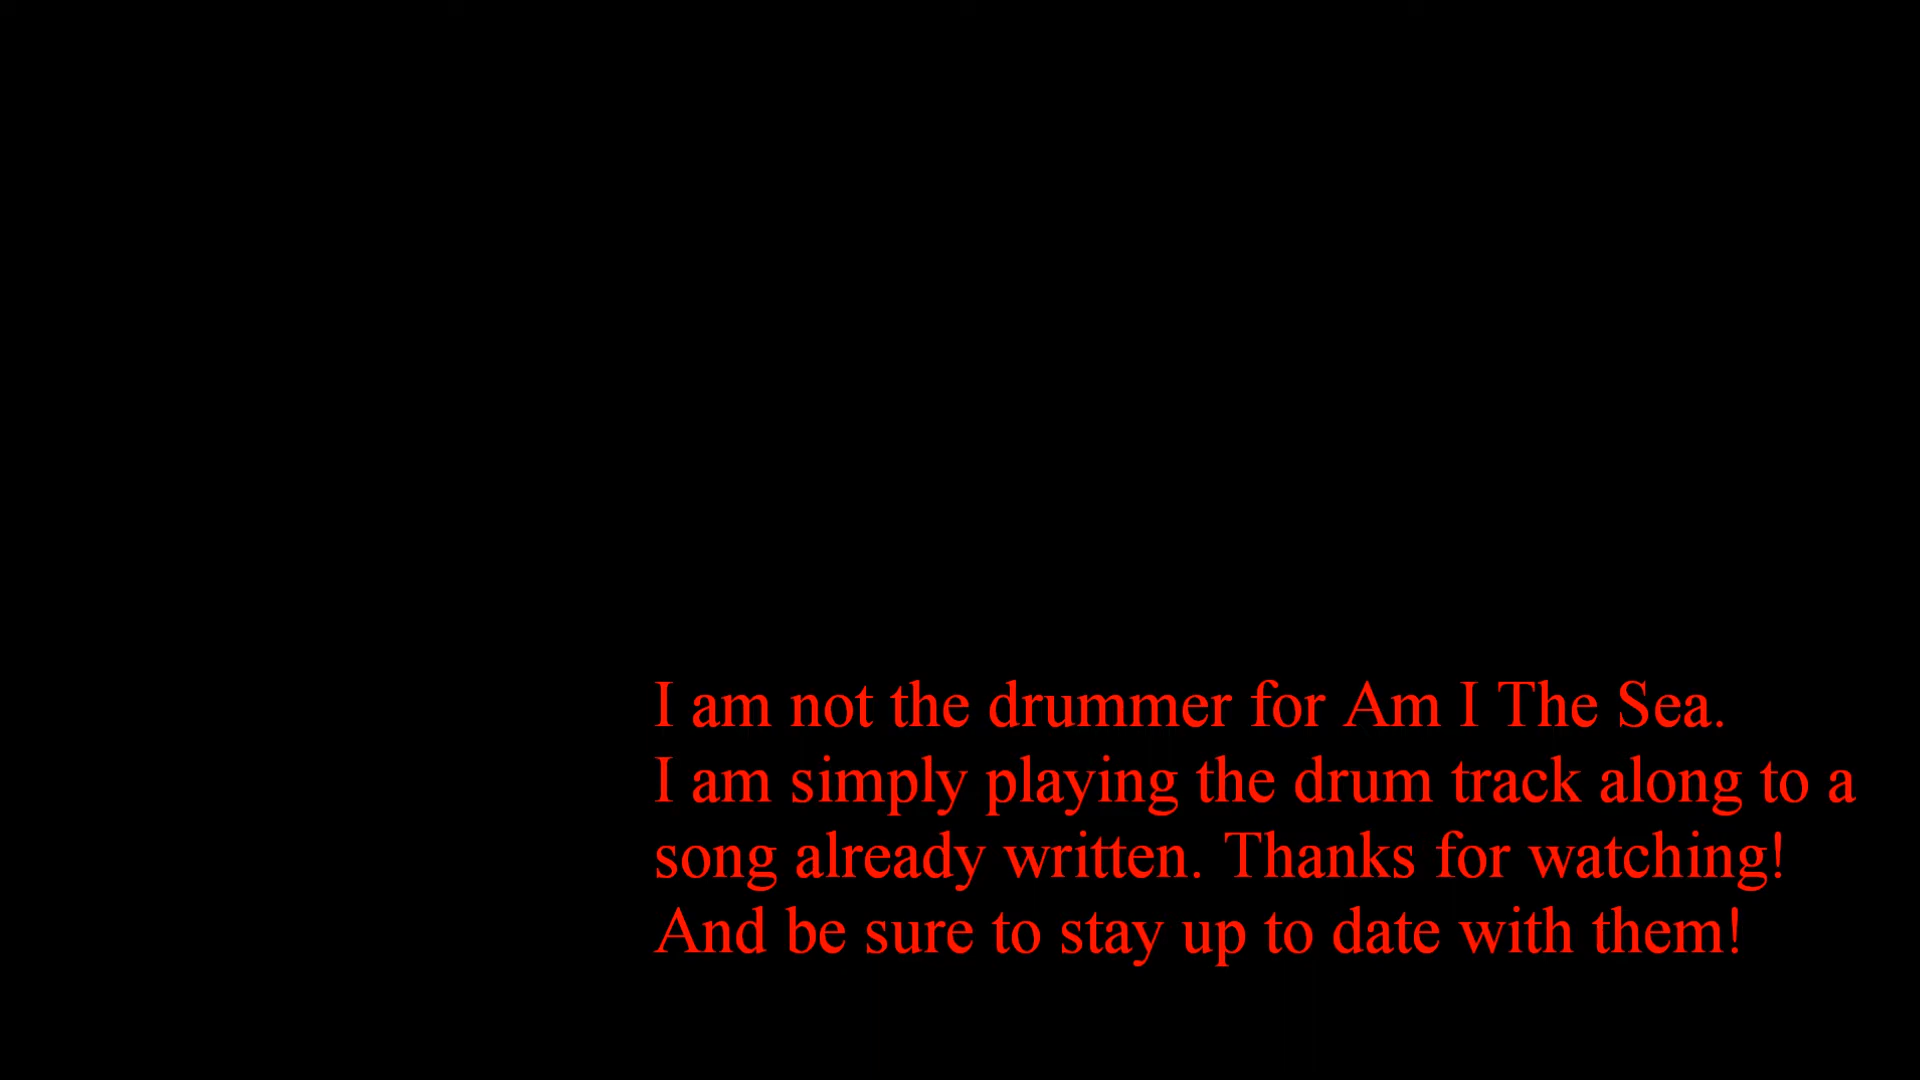 I am not the drummer for Am I The Sea.
I am simply playing the drum track along to a
song already written. Thanks for watching!
And be sure to stay up to date with them!